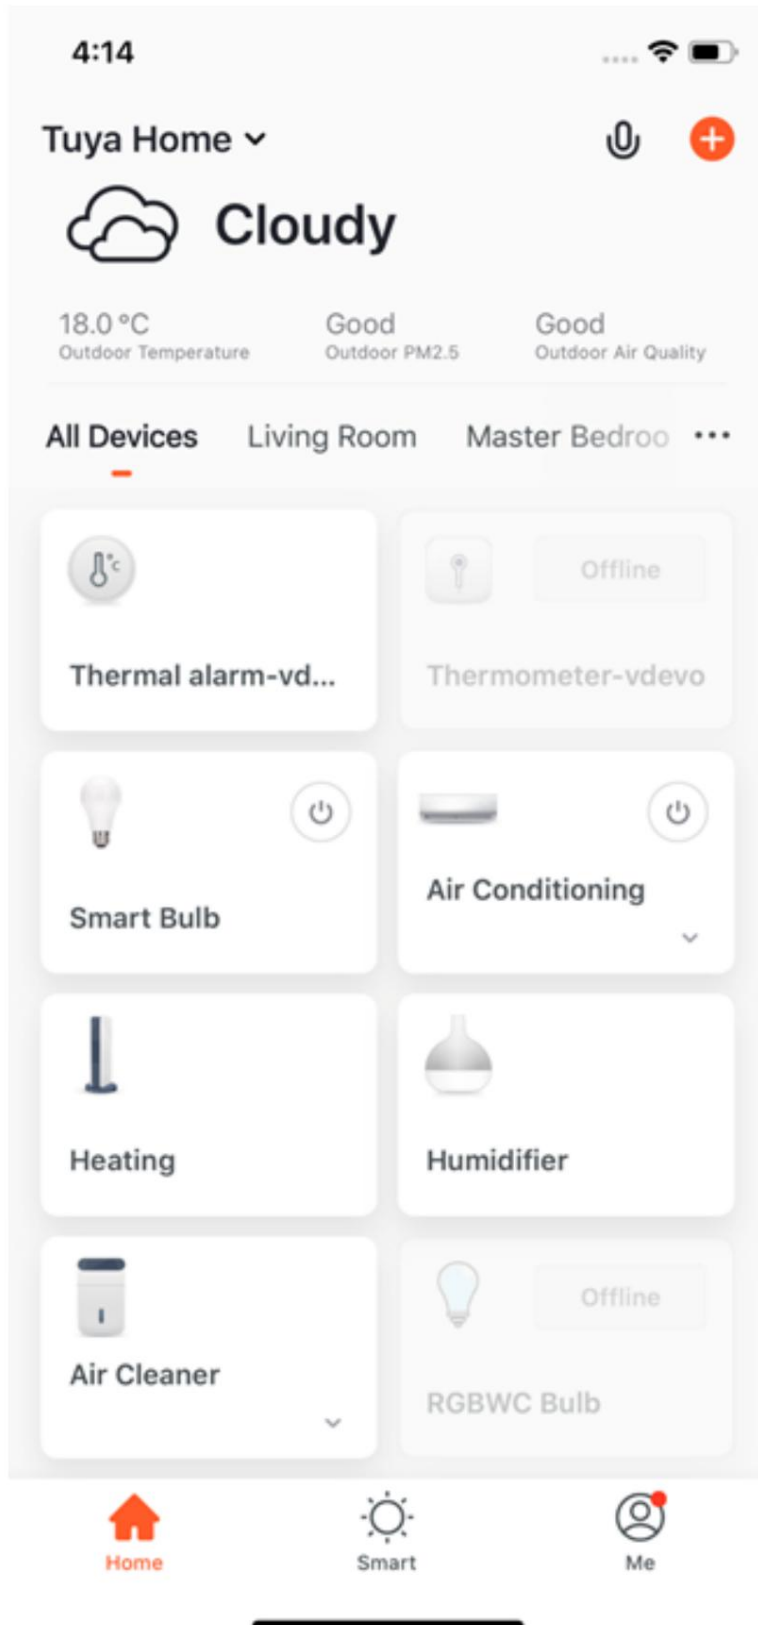 4:14
Tuya Home
Cloudy
18.0 °C
Outdoor Temperature
Good
Outdoor PM2.5
Good
Outdoor Air Quality
All Devices
Living Room
Master Bedroo
°c
Thermal alarm-vd...
Offline
Thermometer-vdevo
Smart Bulb
Air Conditioning
Heating
Humidifier
Air Cleaner
Offline
RGBWC Bulb
Home
Smart
Me